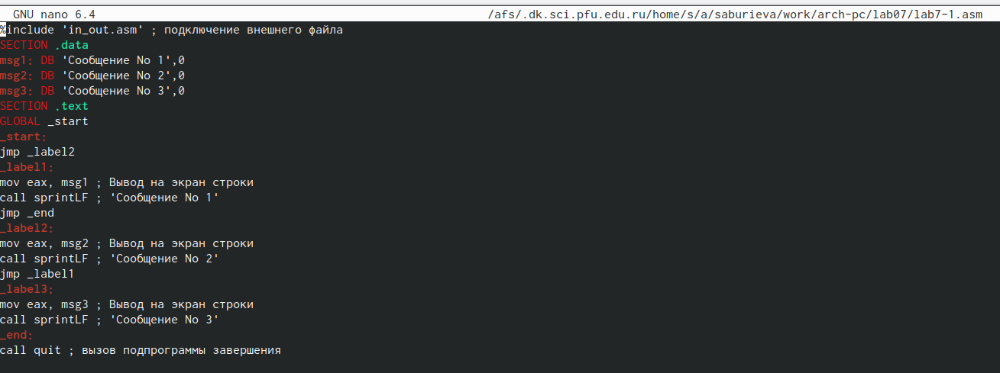 GNU nano 6.4 /afs/.dk.sci.pfu.edu.ru/home/s/a/saburieva/work/arch-pc/lab07/lab7-1.asm
%include 'in_out.asm' ; подключение внешнего файла
SECTION .data
msg1: DB 'Сообщение No 1',0
msg2: DB 'Сообщение No 2',0
msg3: DB 'Сообщение No 3',0
SECTION .text
GLOBAL _start
_start:
jmp _label2
_label1:
mov eax, msg1 ; Вывод на экран строки
call sprintLF ; 'Сообщение No 1'
jmp _end
_label2:
mov eax, msg2 ; Вывод на экран строки
call sprintLF ; 'Сообщение No 2'
jmp _label1
_label3:
mov eax, msg3 ; Вывод на экран строки
call sprintLF ; 'Сообщение No 3'
_end:
call quit ; вызов подпрограммы завершения